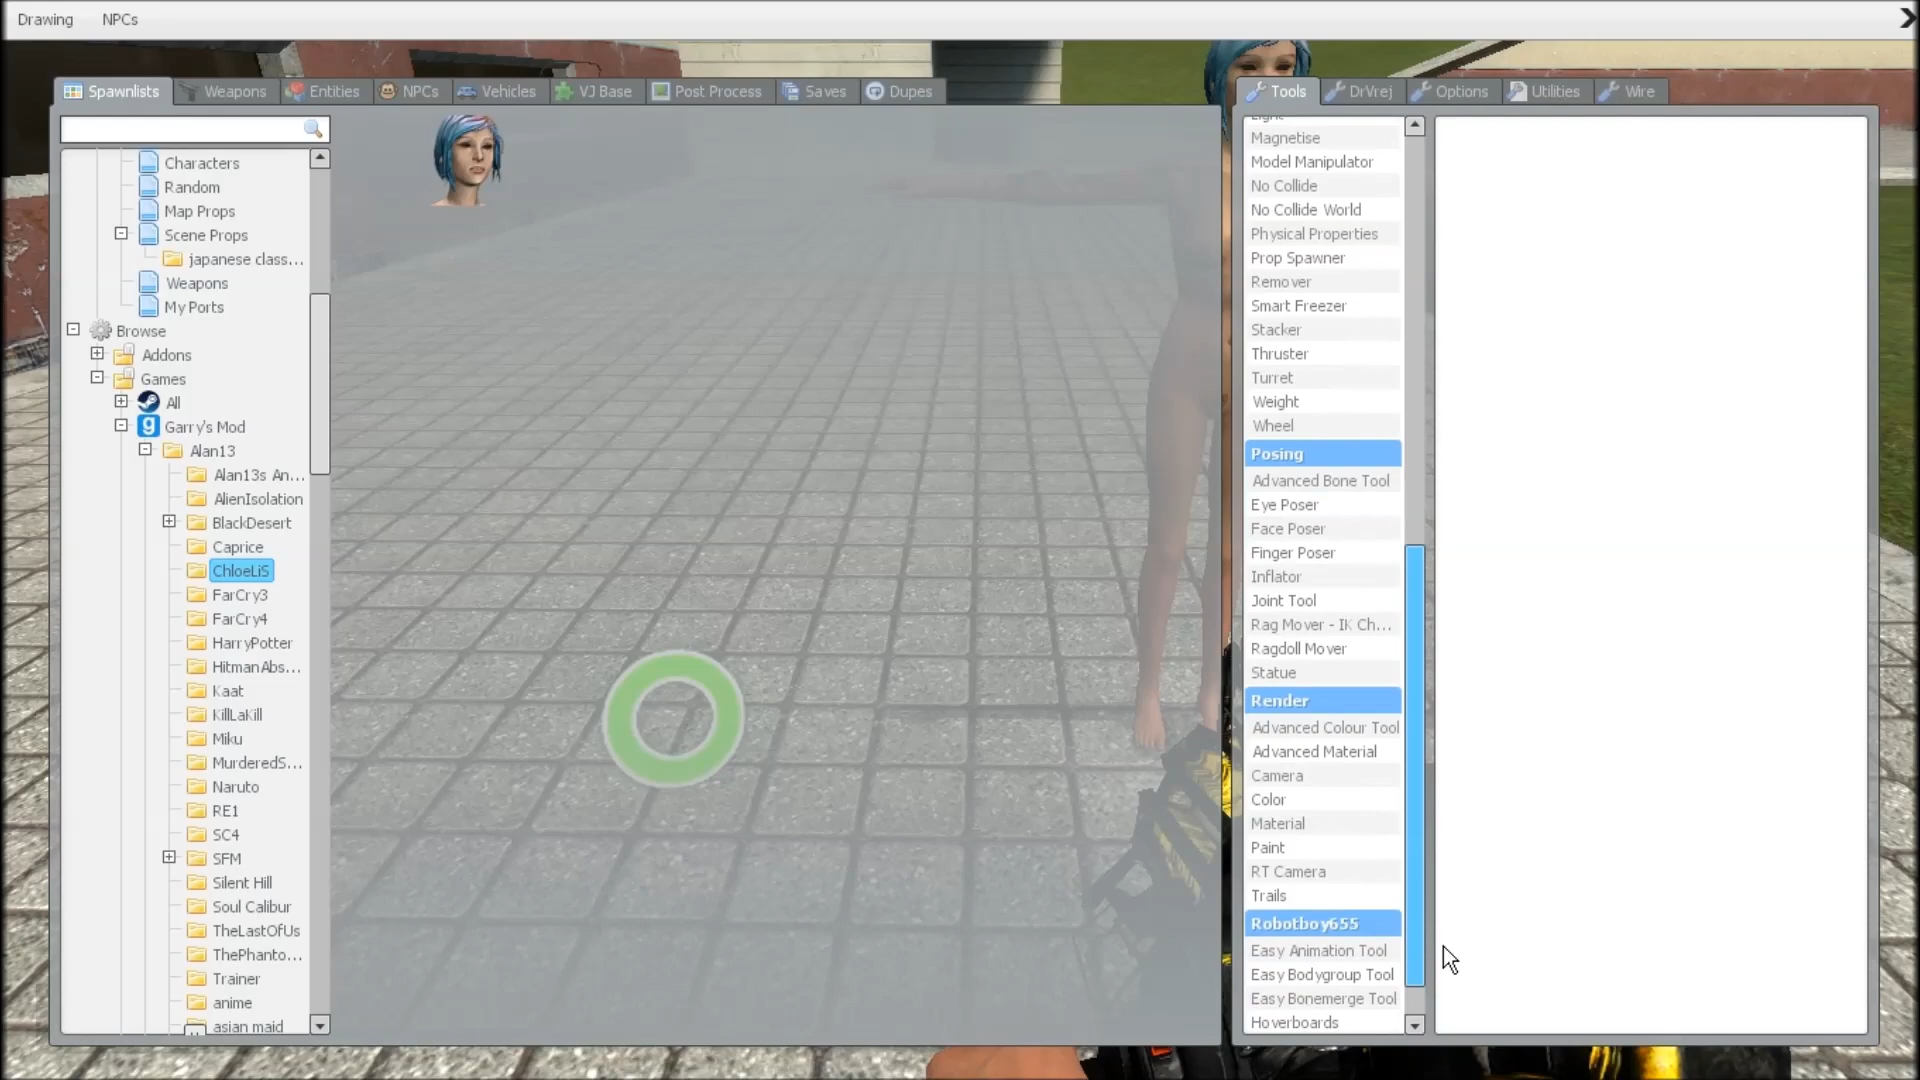 Drawing NPCs
Spawnlists Weapons Entities NPCs Vehicles VJ Base Post Process Saves Dupes
Characters
Random
Map Props
Scene Props
japanese class...
Weapons
My Ports
Browse
Addons
Games
All
Garry's Mod
Alan13
Alan13s An...
AlienIsolation
BlackDesert
Caprice
ChloeLiS
FarCry3
FarCry4
HarryPotter
HitmanAbs...
Kaat
KillLaKill
Miku
MurderedS...
Naruto
RE1
SC4
SFM
Silent Hill
Soul Calibur
TheLastOfUs
ThePhanto...
Trainer
anime
asian maid
Tools DrVrej Options Utilities Wire
Light
Magnetise
Model Manipulator
No Collide
No Collide World
Physical Properties
Prop Spawner
Remover
Smart Freezer
Stacker
Thruster
Turret
Weight
Wheel
Posing
Advanced Bone Tool
Eye Poser
Face Poser
Finger Poser
Inflator
Joint Tool
Rag Mover - IK Ch...
Ragdoll Mover
Statue
Render
Advanced Colour Tool
Advanced Material
Camera
Color
Material
Paint
RT Camera
Trails
Robotboy655
Easy Animation Tool
Easy Bodygroup Tool
Easy Bonemerge Tool
Hoverboards